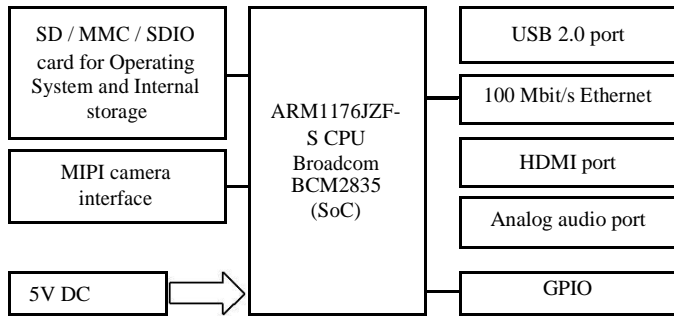 SD / MMC / SDIO
card for Operating
System and Internal
storage
MIPI camera
interface
5V DC
ARM1176JZF-
S CPU
Broadcom
BCM2835
(SoC)
USB 2.0 port
100 Mbit/s Ethernet
HDMI port
Analog audio port
GPIO